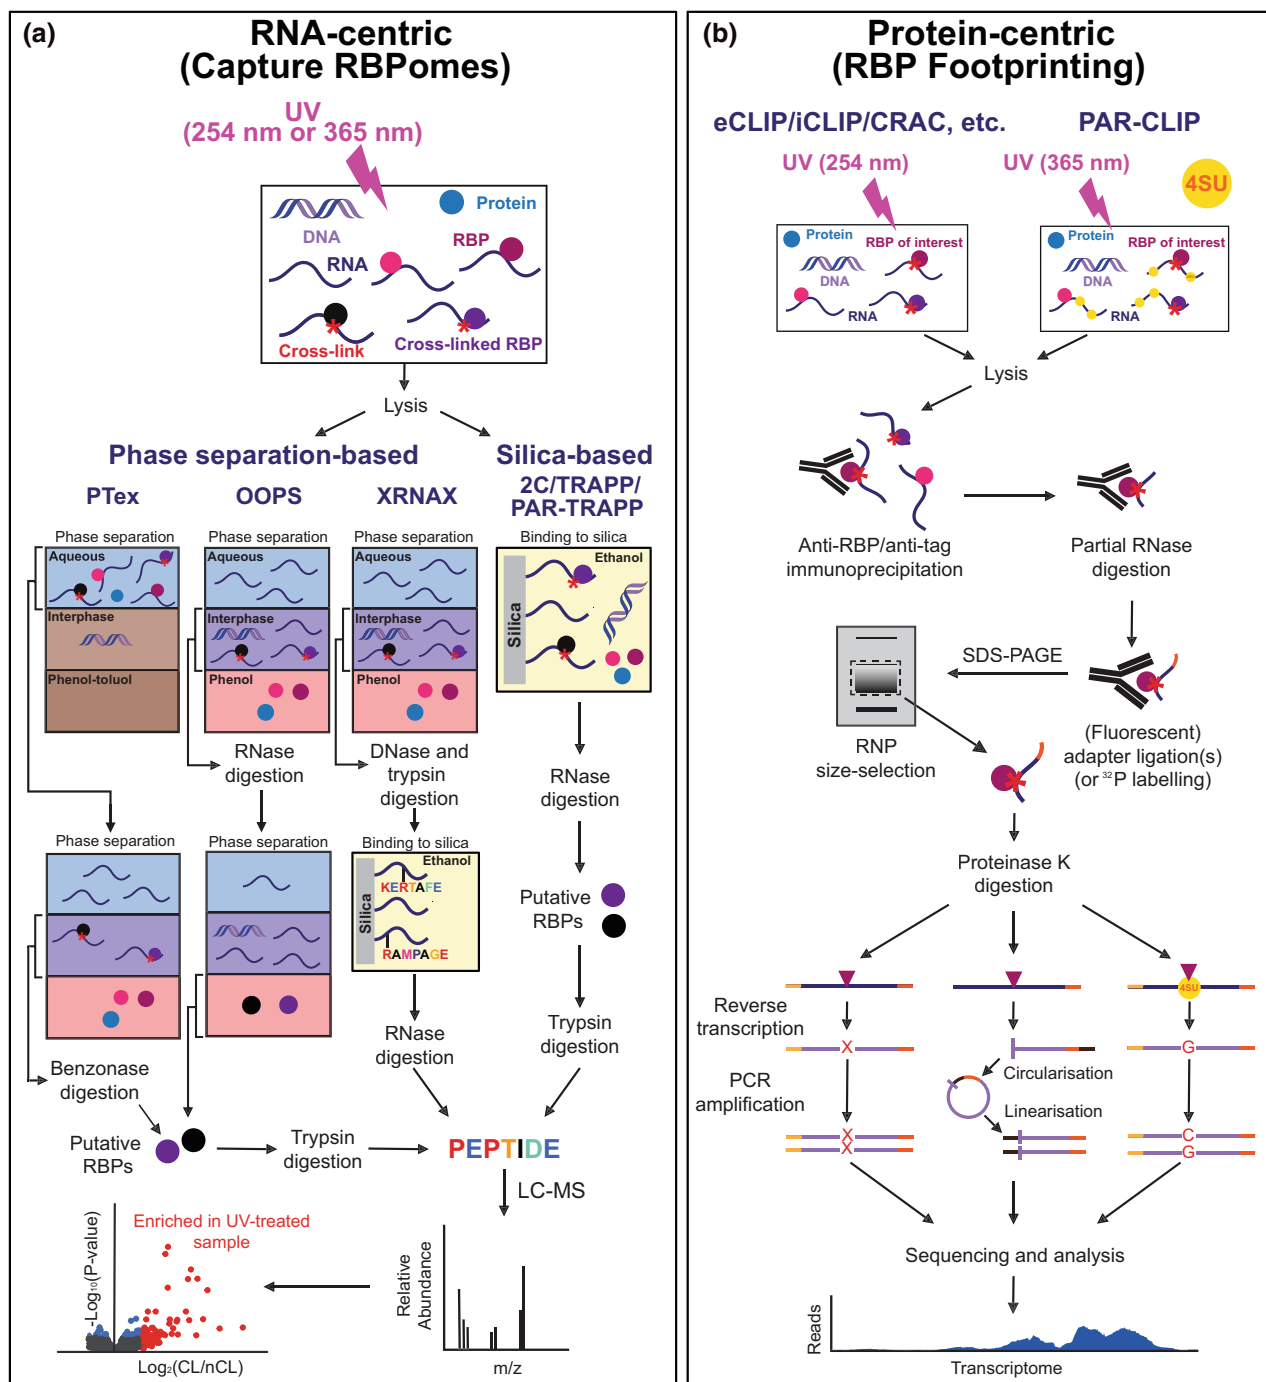 (a)
RNA-centric
(Capture RBPomes)
UV
(254 nm or 365 nm)
DNA
Protein
RBP
RNA
Cross-link
Cross-linked RBP
Lysis
Phase separation-based
Silica-based
PTex
OOPS
XRNAX
2C/TRAPP/
PAR-TRAPP
Phase separation
Phase separation
Phase separation
Binding to silica
Aqueous
Interphase
Phenol-toluol
Aqueous
Interphase
Phenol
Aqueous
Interphase
Phenol
Ethanol
Silica
RNase
digestion
DNase and
trypsin
digestion
RNase
digestion
Phase separation
Phase separation
Binding to silica
Ethanol
Silica
KERTAFE
RAMPAGE
Putative
RBPs
RNase
digestion
Trypsin
digestion
Benzonase
digestion
Putative
RBPs
Trypsin
digestion
PEPTIDE
LC-MS
Enriched in UV-treated
sample
-Log10(P-value)
Log2(CL/nCL)
Relative
Abundance
m/z
(b)
Protein-centric
(RBP Footprinting)
eCLIP/iCLIP/CRAC, etc.
PAR-CLIP
UV (254 nm)
UV (365 nm)
4SU
Protein
RBP of interest
DNA
RNA
Protein
RBP of interest
DNA
RNA
Lysis
Anti-RBP/anti-tag
immunoprecipitation
Partial RNase
digestion
SDS-PAGE
RNP
size-selection
(Fluorescent)
adapter ligation(s)
(or ³²P labelling)
Proteinase K
digestion
4SU
Reverse
transcription
X
G
Circularisation
PCR
amplification
Linearisation
X
X
C
G
Sequencing and analysis
Reads
Transcriptome